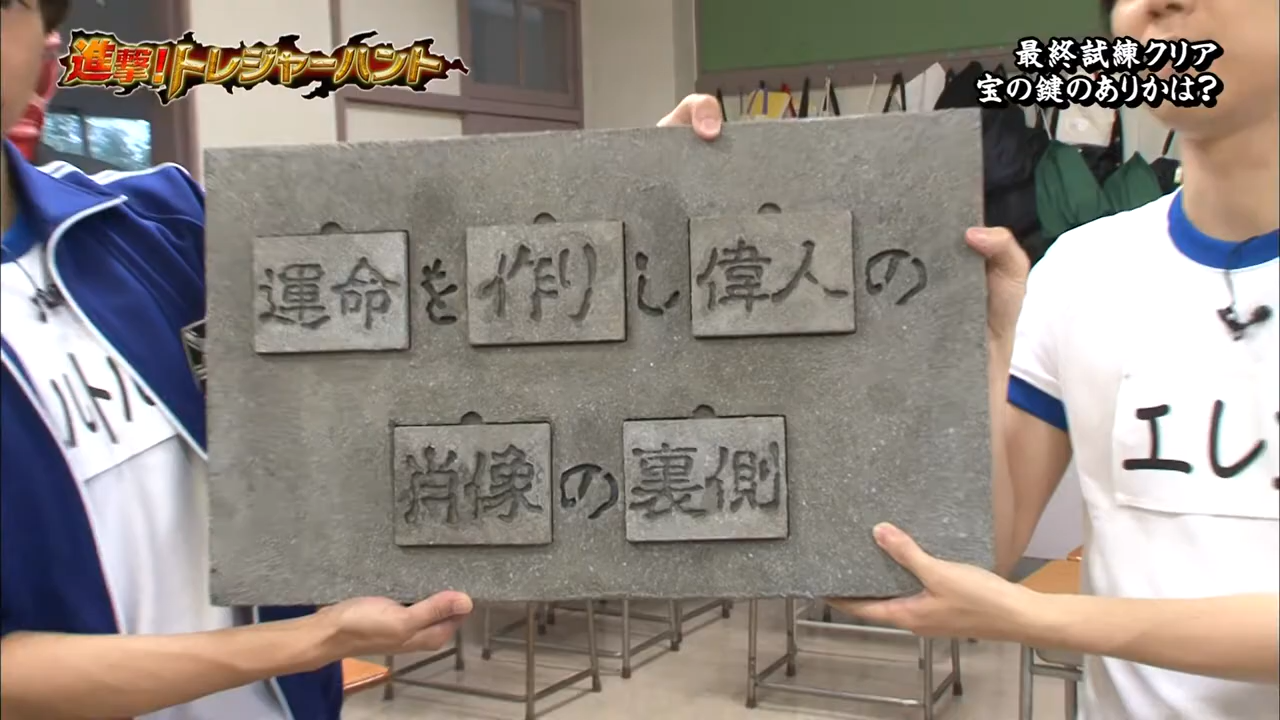 進撃!トレジャーハント
最終試練クリア
宝の鍵のありかは?
運命を作りし偉人の
肖像の裏側
ルトハ
エレン